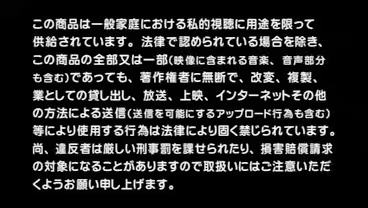 この商品は一般家庭における私的視聴に用途を限って
供給されています。法律で認められている場合を除き、
この商品の全部又は一部(映像に含まれる音楽、音声部分
も含む)であっても、著作権者に無断で、改変、複製、
業としての貸し出し、放送、上映、インターネットその他
の方法による送信(送信を可能にするアップロード行為も含む)
等により使用する行為は法律により固く禁じられています。
尚、違反者は厳しい刑事罰を課せられたり、損害賠償請求
の対象になることがありますので取扱いにはご注意いただ
くようお願い申し上げます。